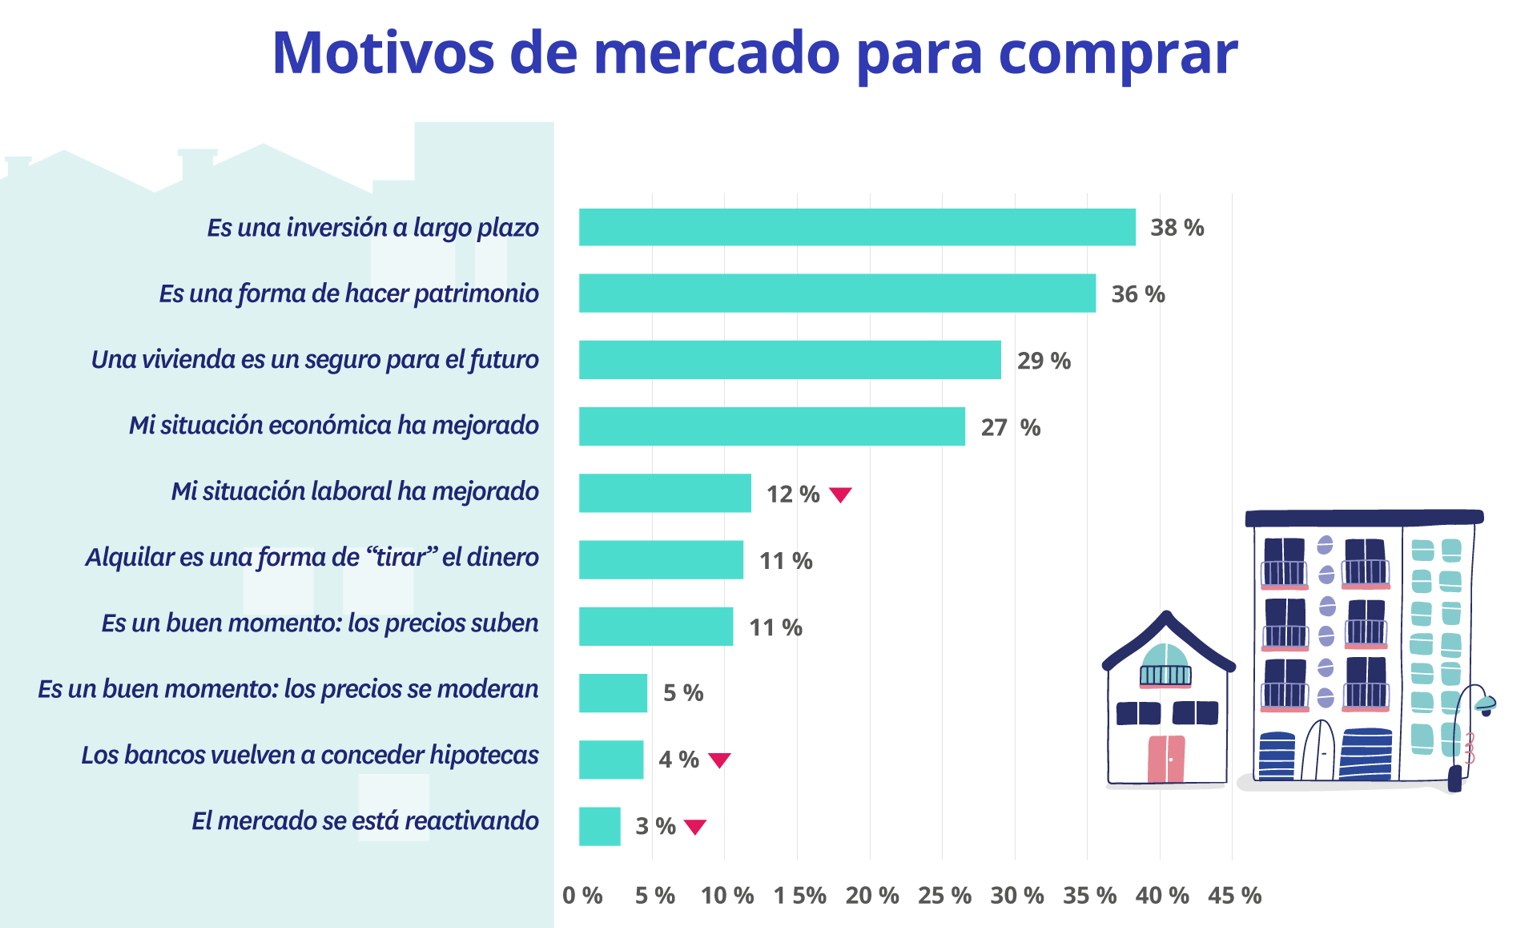 Motivos de mercado para comprar
Es una inversión a largo plazo 38 %
Es una forma de hacer patrimonio 36 %
Una vivienda es un seguro para el futuro 29 %
Mi situación económica ha mejorado 27 %
Mi situación laboral ha mejorado 12 %
Alquilar es una forma de “tirar” el dinero 11 %
Es un buen momento: los precios suben 11 %
Es un buen momento: los precios se moderan 5 %
Los bancos vuelven a conceder hipotecas 4 %
El mercado se está reactivando 3 %
0 % 5 % 10 % 1 5% 20 % 25 % 30 % 35 % 40 % 45 %